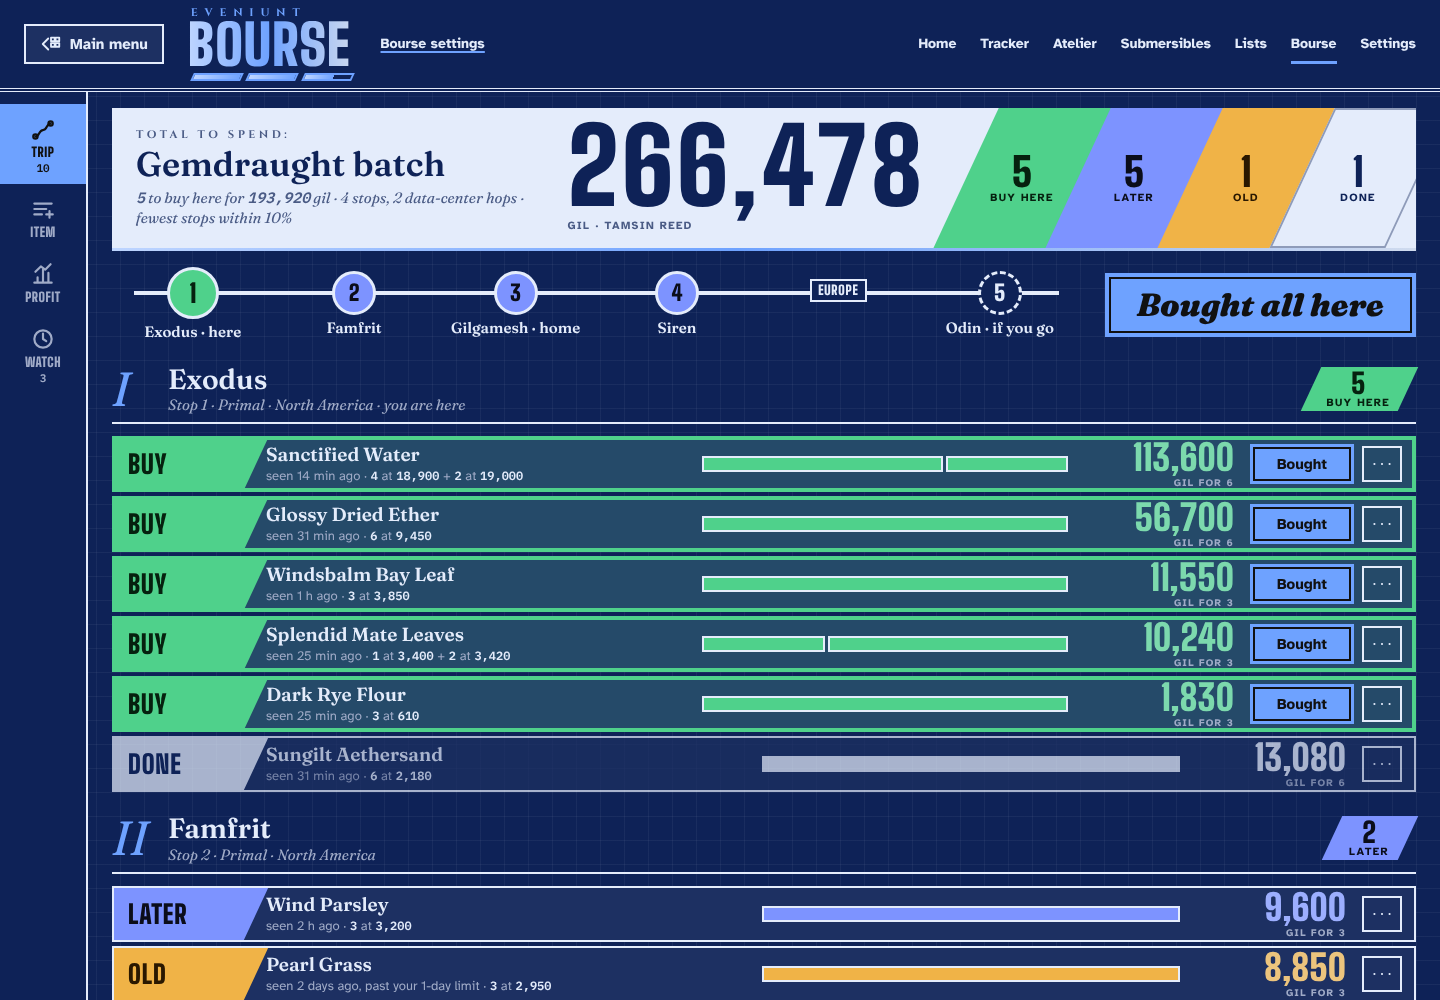 Main menu
EVENIUNT
BOURSE
Bourse settings
Home
Tracker
Atelier
Submersibles
Lists
Bourse
Settings
TRIP
10
ITEM
PROFIT
WATCH
3
TOTAL TO SPEND:
Gemdraught batch
5 to buy here for 193,920 gil · 4 stops, 2 data-center hops ·
fewest stops within 10%
266,478
GIL · TAMSIN REED
5
BUY HERE
5
LATER
1
OLD
1
DONE
1
Exodus · here
2
Famfrit
3
Gilgamesh · home
4
Siren
EUROPE
5
Odin · if you go
Bought all here
I
Exodus
Stop 1 · Primal · North America · you are here
5
BUY HERE
BUY
Sanctified Water
seen 14 min ago · 4 at 18,900 + 2 at 19,000
113,600
GIL FOR 6
Bought
...
BUY
Glossy Dried Ether
seen 31 min ago · 6 at 9,450
56,700
GIL FOR 6
Bought
...
BUY
Windsbalm Bay Leaf
seen 1 h ago · 3 at 3,850
11,550
GIL FOR 3
Bought
...
BUY
Splendid Mate Leaves
seen 25 min ago · 1 at 3,400 + 2 at 3,420
10,240
GIL FOR 3
Bought
...
BUY
Dark Rye Flour
seen 25 min ago · 3 at 610
1,830
GIL FOR 3
Bought
...
DONE
Sungilt Aethersand
seen 31 min ago · 6 at 2,180
13,080
GIL FOR 6
...
II
Famfrit
Stop 2 · Primal · North America
2
LATER
LATER
Wind Parsley
seen 2 h ago · 3 at 3,200
9,600
GIL FOR 3
...
OLD
Pearl Grass
seen 2 days ago, past your 1-day limit · 3 at 2,950
8,850
GIL FOR 3
...